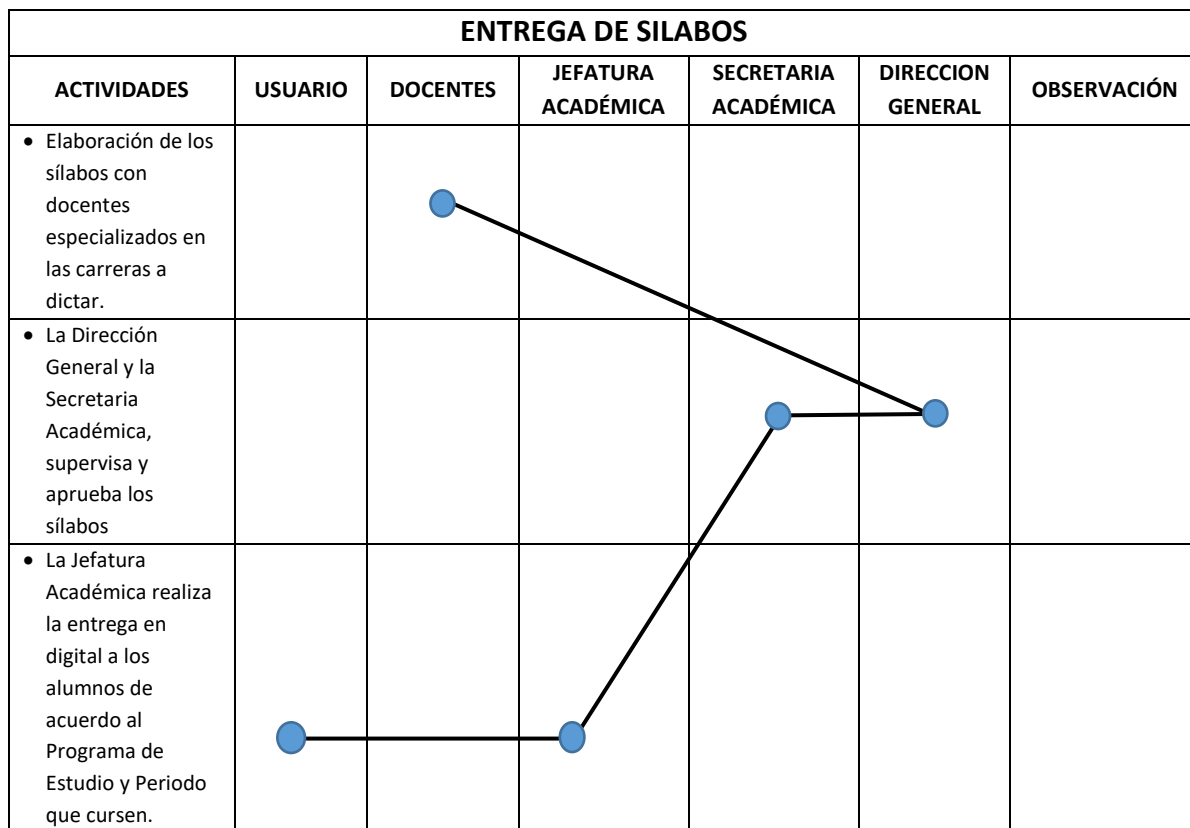 ENTREGA DE SILABOS
ACTIVIDADES USUARIO DOCENTES JEFATURA ACADÉMICA SECRETARIA ACADÉMICA DIRECCION GENERAL OBSERVACIÓN
• Elaboración de los
sílabos con
docentes
especializados en
las carreras a
dictar.
• La Dirección
General y la
Secretaria
Académica,
supervisa y
aprueba los
sílabos
• La Jefatura
Académica realiza
la entrega en
digital a los
alumnos de
acuerdo al
Programa de
Estudio y Periodo
que cursen.